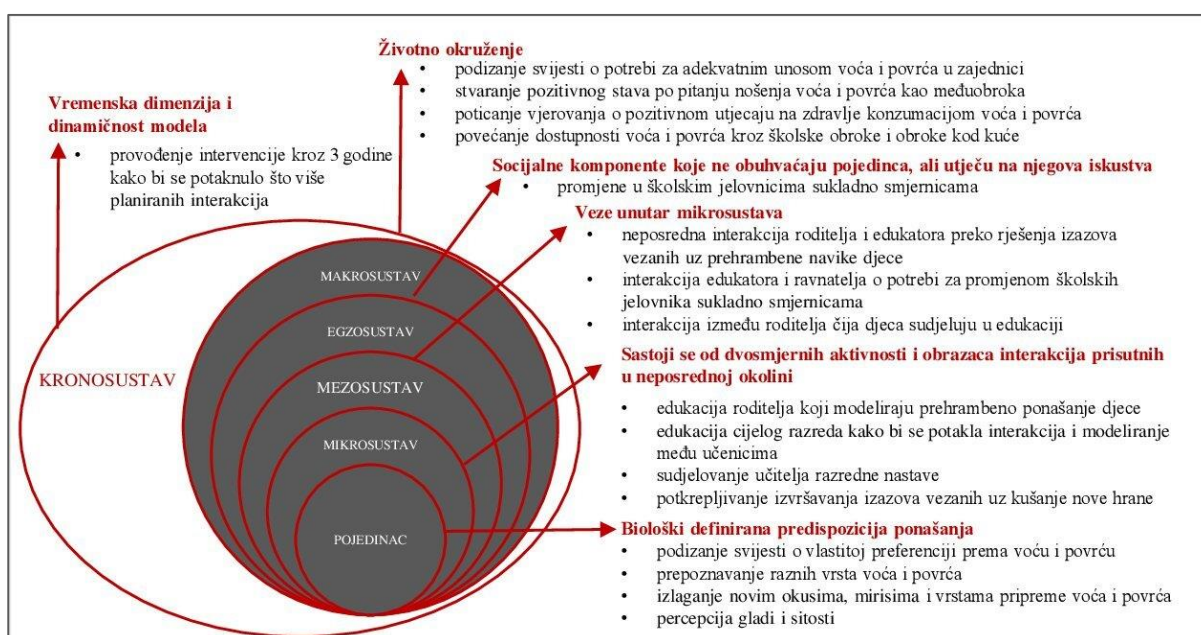 Životno okruženje
• podizanje svijesti o potrebi za adekvatnim unosom voća i povrća u zajednici
• stvaranje pozitivnog stava po pitanju nošenja voća i povrća kao međuobroka
• poticanje vjerovanja o pozitivnom utjecaju na zdravlje konzumacijom voća i povrća
• povećanje dostupnosti voća i povrća kroz školske obroke i obroke kod kuće
Vremenska dimenzija i
dinamičnost modela
• provođenje intervencije kroz 3 godine
kako bi se potaknulo što više
planiranih interakcija
Socijalne komponente koje ne obuhvaćaju pojedinca, ali utječu na njegova iskustva
• promjene u školskim jelovnicima sukladno smjernicama
Veze unutar mikrosustava
• neposredna interakcija roditelja i edukatora preko rješenja izazova
vezanih uz prehrambene navike djece
• interakcija edukatora i ravnatelja o potrebi za promjenom školskih
jelovnika sukladno smjernicama
• interakcija između roditelja čija djeca sudjeluju u edukaciji
Sastoji se od dvosmjernih aktivnosti i obrazaca interakcija prisutnih
u neposrednoj okolini
• edukacija roditelja koji modeliraju prehrambeno ponašanje djece
• edukacija cijelog razreda kako bi se potakla interakcija i modeliranje
među učenicima
• sudjelovanje učitelja razredne nastave
• potkrepljivanje izvršavanja izazova vezanih uz kušanje nove hrane
Biološki definirana predispozicija ponašanja
• podizanje svijesti o vlastitoj preferenciji prema voću i povrću
• prepoznavanje raznih vrsta voća i povrća
• izlaganje novim okusima, mirisima i vrstama pripreme voća i povrća
• percepcija gladi i sitosti
KRONOSUSTAV
MAKROSUSTAV
EGZOSUSTAV
MEZOSUSTAV
MIKROSUSTAV
POJEDINAC